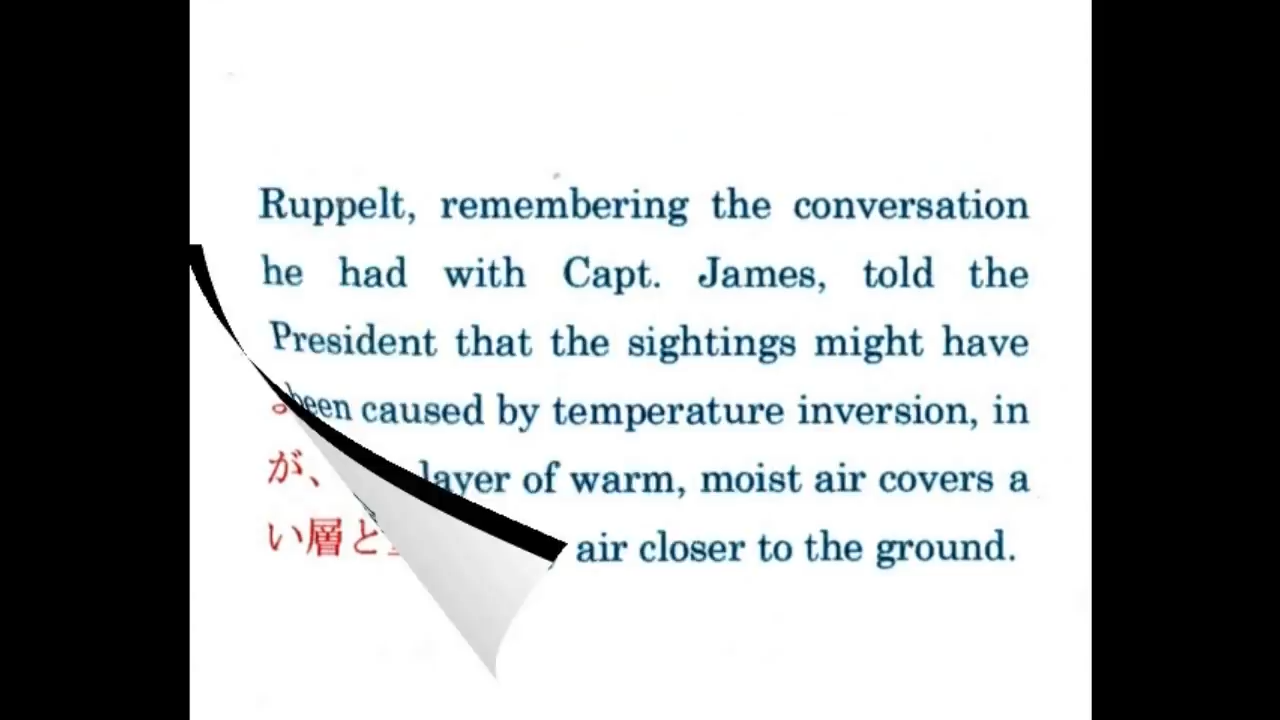 Ruppelt, remembering the conversation
he had with Capt. James, told the
President that the sightings might have
been caused by temperature inversion, in
layer of warm, moist air covers a
air closer to the ground.
が、
い層と